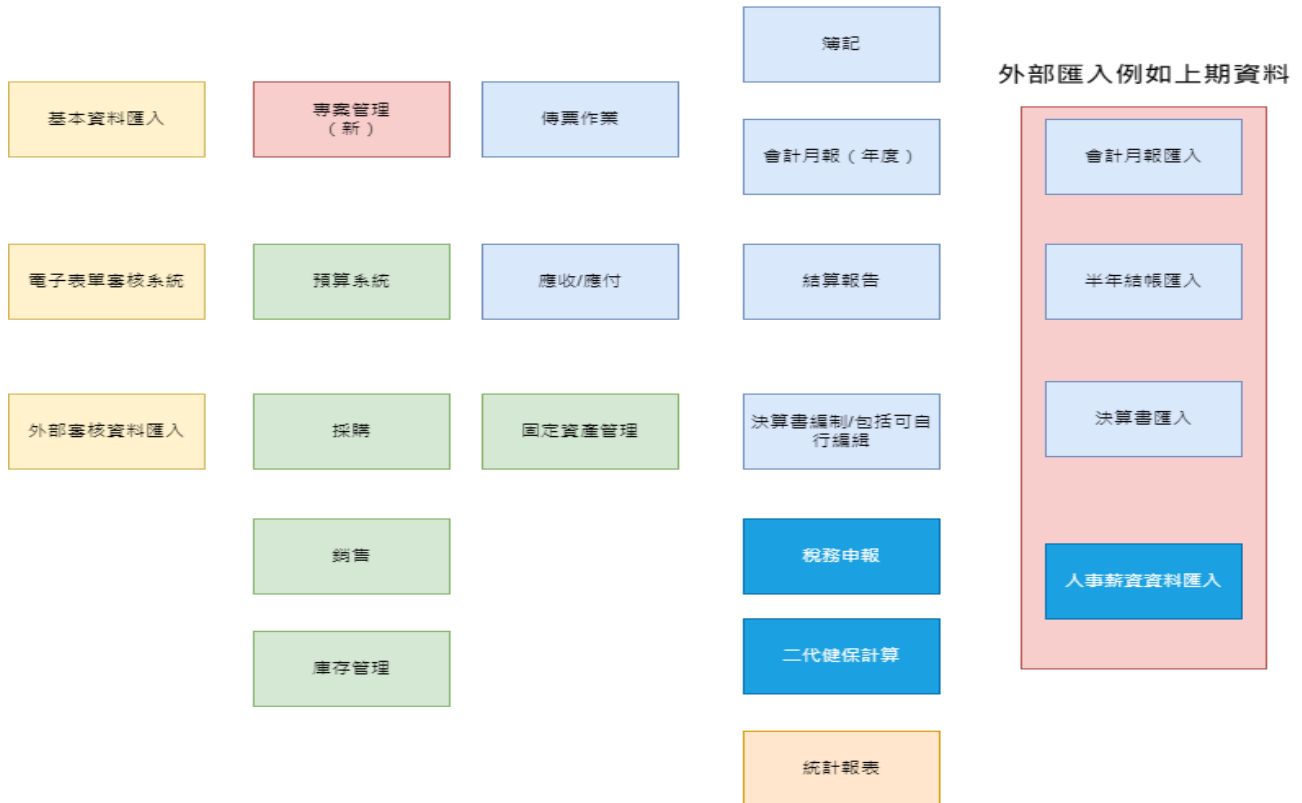 簿記
外部匯入例如上期資料
基本資料匯入
專案管理
（新）
傳票作業
會計月報（年度）
會計月報匯入
電子表單審核系統
預算系統
應收/應付
結算報告
半年結帳匯入
外部審核資料匯入
採購
固定資產管理
決算書編制/包括可自
行編緝
決算書匯入
銷售
稅務申報
人事薪資資料匯入
庫存管理
二代健保計算
統計報表